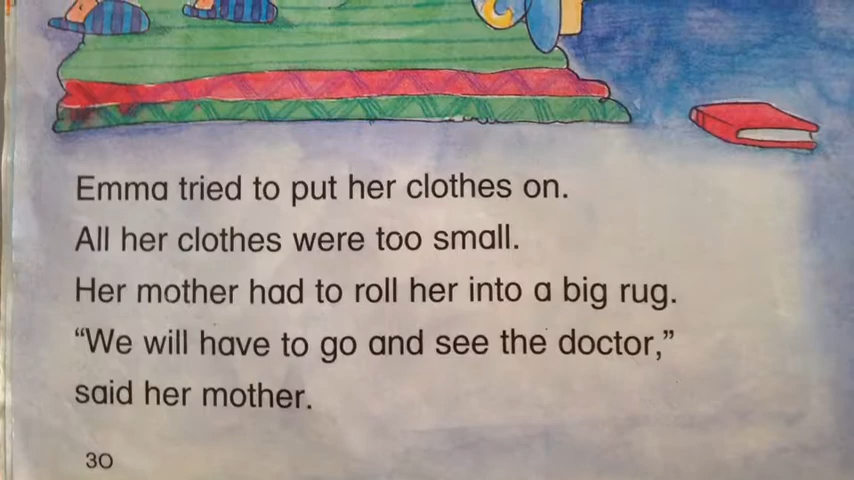 Emma tried to put her clothes on.
All her clothes were too small.
Her mother had to roll her into a big rug.
“We will have to go and see the doctor,”
said her mother.
30